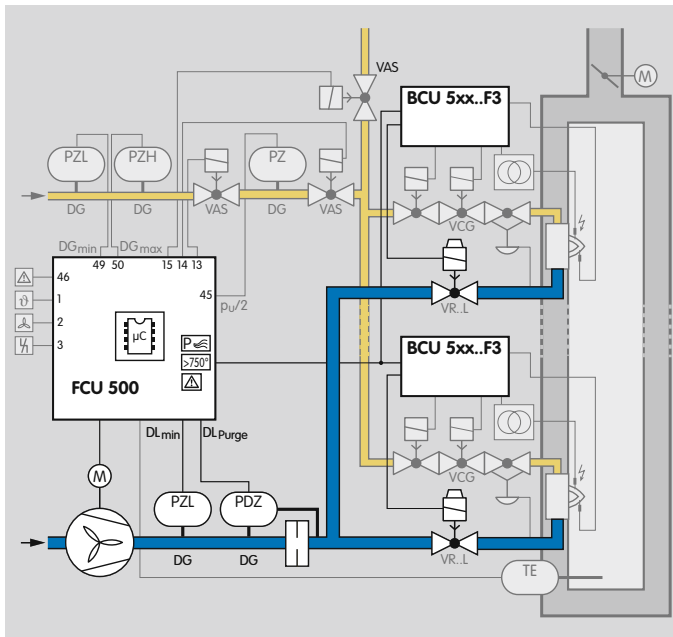 VAS
M
BCU 5xx..F3
PZL
PZH
PZ
DG
DG
VAS
DG
VAS
VCG
DGmin
DGmax
49 50
15 14 13
VR..L
46
1
2
3
ϑ
45
pU/2
µC
P
>750°
FCU 500
BCU 5xx..F3
DLmin
DLPurge
VCG
M
PZL
PDZ
DG
DG
VR..L
TE